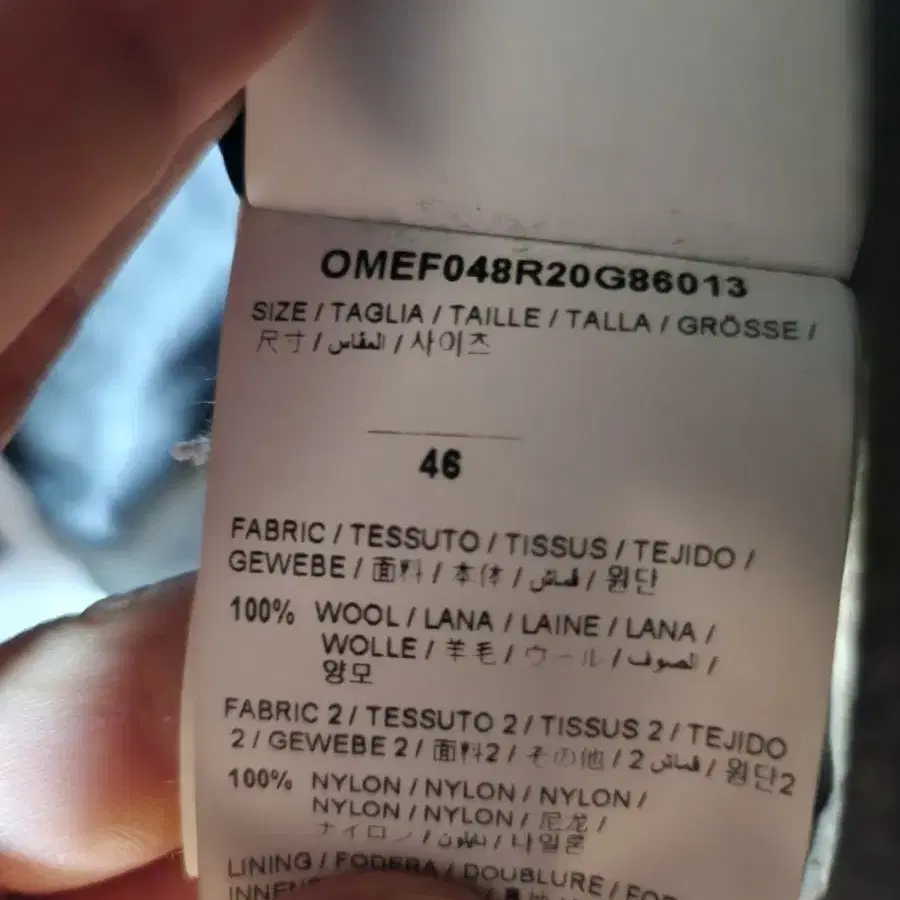 OMEF048R20G86013
SIZE / TAGLIA / TAILLE / TALLA / GRÖSSE /
尺寸 / المقاس / 사이즈
46
FABRIC / TESSUTO / TISSUS / TEJIDO /
GEWEBE / 面料 / 本体 / قماش / 원단
100% WOOL / LANA / LAINE / LANA /
WOLLE / 羊毛 / ウール / الصوف /
양모
FABRIC 2 / TESSUTO 2 / TISSUS 2 / TEJIDO
2 / GEWEBE 2 / 面料2 / その他 / 2 قماش / 원단2
100% NYLON / NYLON / NYLON /
NYLON / NYLON / 尼龙 /
ナイロン / نايلون / 나일론
LINING / FODERA / DOUBLURE /